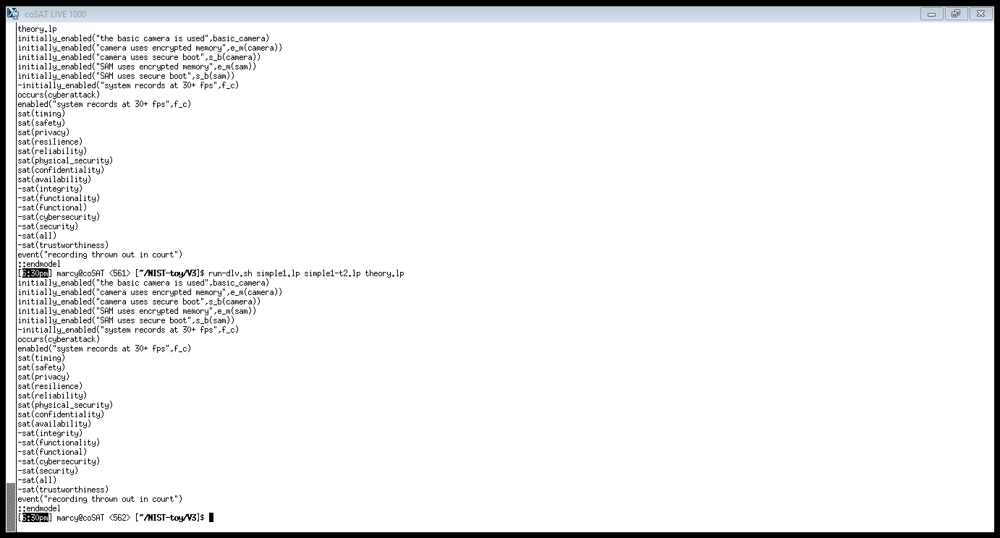 coSAT LIVE 1000
theory.lp
initially_enabled("the basic camera is used",basic_camera)
initially_enabled("camera uses encrypted memory",e_m(camera))
initially_enabled("camera uses secure boot",s_b(camera))
initially_enabled("SAM uses encrypted memory",e_m(sam))
initially_enabled("SAM uses secure boot",s_b(sam))
-initially_enabled("system records at 30+ fps",f_c)
occurs(cyberattack)
enabled("system records at 30+ fps",f_c)
sat(timing)
sat(safety)
sat(privacy)
sat(resilience)
sat(reliability)
sat(physical_security)
sat(confidentiality)
sat(availability)
-sat(integrity)
-sat(functionality)
-sat(functional)
-sat(cybersecurity)
-sat(security)
-sat(all)
-sat(trustworthiness)
event("recording thrown out in court")
::endmodel
[6:30pm] marcy@coSAT <561> [~/NIST-toy/V3]$ run-dlv.sh simple1.lp simple1-t2.lp theory.lp
initially_enabled("the basic camera is used",basic_camera)
initially_enabled("camera uses encrypted memory",e_m(camera))
initially_enabled("camera uses secure boot",s_b(camera))
initially_enabled("SAM uses encrypted memory",e_m(sam))
initially_enabled("SAM uses secure boot",s_b(sam))
-initially_enabled("system records at 30+ fps",f_c)
occurs(cyberattack)
enabled("system records at 30+ fps",f_c)
sat(timing)
sat(safety)
sat(privacy)
sat(resilience)
sat(reliability)
sat(physical_security)
sat(confidentiality)
sat(availability)
-sat(integrity)
-sat(functionality)
-sat(functional)
-sat(cybersecurity)
-sat(security)
-sat(all)
-sat(trustworthiness)
event("recording thrown out in court")
::endmodel
[6:30pm] marcy@coSAT <562> [~/NIST-toy/V3]$